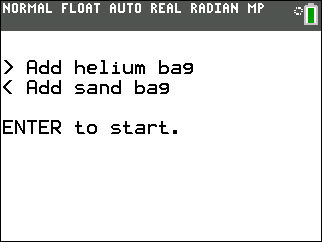 NORMAL FLOAT AUTO REAL RADIAN MP
> Add helium bag
< Add sand bag
ENTER to start.